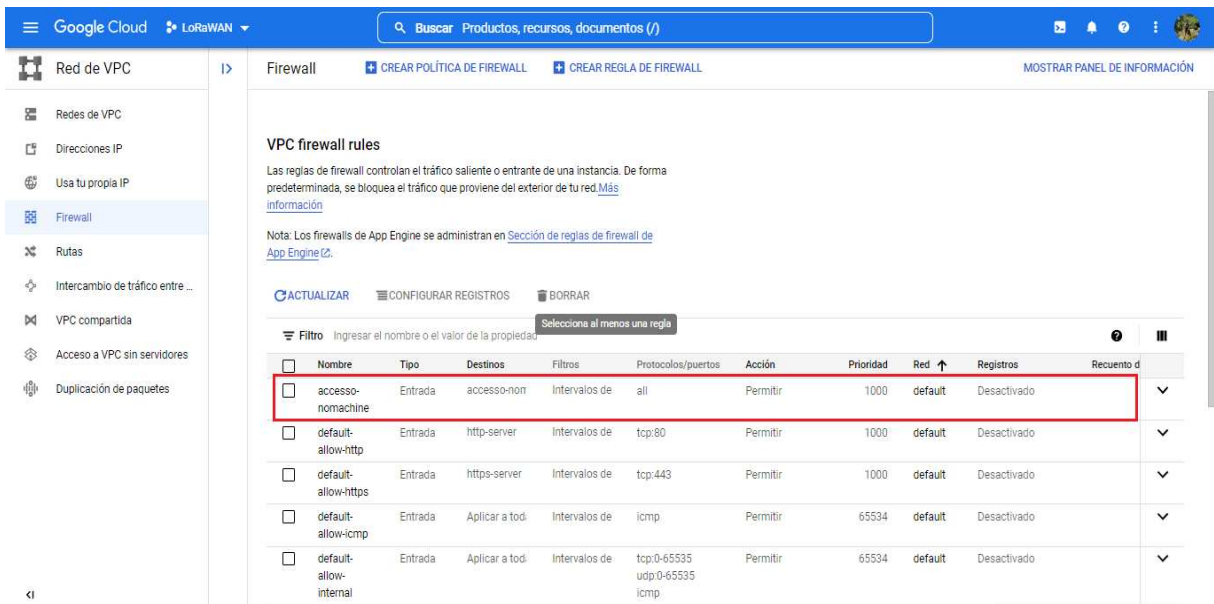 Google Cloud LoRaWAN Buscar Productos, recursos, documentos (/)
Red de VPC
Firewall CREAR POLÍTICA DE FIREWALL CREAR REGLA DE FIREWALL MOSTRAR PANEL DE INFORMACIÓN
Redes de VPC
Direcciones IP
Usa tu propia IP
Firewall
Rutas
Intercambio de tráfico entre ...
VPC compartida
Acceso a VPC sin servidores
Duplicación de paquetes
VPC firewall rules
Las reglas de firewall controlan el tráfico saliente o entrante de una instancia. De forma
predeterminada, se bloquea el tráfico que proviene del exterior de tu red.Más
información
Nota: Los firewalls de App Engine se administran en Sección de reglas de firewall de
App Engine.
ACTUALIZAR CONFIGURAR REGISTROS BORRAR
Selecciona al menos una regla
Filtro Ingresar el nombre o el valor de la propiedad
Nombre Tipo Destinos Filtros Protocolos/puertos Acción Prioridad Red Registros Recuento d
accesso- Entrada accesso-nom Intervalos de all Permitir 1000 default Desactivado
nomachine
default- Entrada http-server Intervalos de tcp:80 Permitir 1000 default Desactivado
allow-http
default- Entrada https-server Intervalos de tcp:443 Permitir 1000 default Desactivado
allow-https
default- Entrada Aplicar a tod Intervalos de icmp Permitir 65534 default Desactivado
allow-icmp
default- Entrada Aplicar a tod Intervalos de tcp:0-65535 Permitir 65534 default Desactivado
allow- udp:0-65535
internal icmp